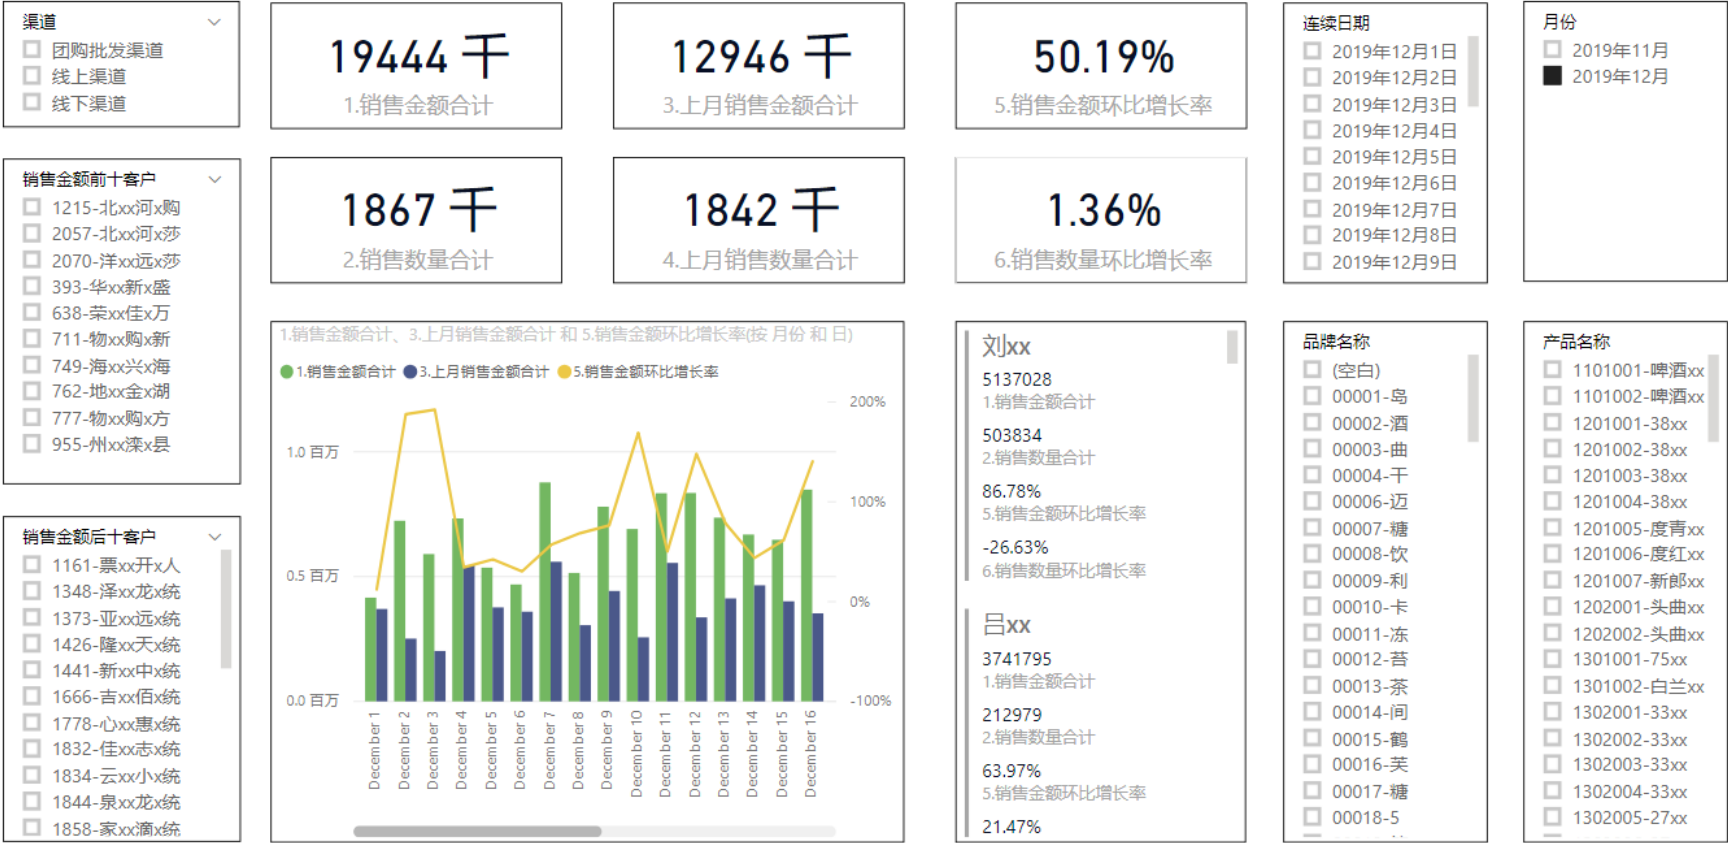 渠道
团购批发渠道
线上渠道
线下渠道
19444 千
1.销售金额合计
12946 千
3.上月销售金额合计
50.19%
5.销售金额环比增长率
连续日期
2019年12月1日
2019年12月2日
2019年12月3日
2019年12月4日
2019年12月5日
2019年12月6日
2019年12月7日
2019年12月8日
2019年12月9日
月份
2019年11月
2019年12月
销售金额前十客户
1215-北xx河x购
2057-北xx河x莎
2070-洋xx远x莎
393-华xx新x盛
638-荣xx佳x万
711-物xx购x新
749-海xx兴x海
762-地xx金x湖
777-物xx购x方
955-州xx滦x县
1867 千
2.销售数量合计
1842 千
4.上月销售数量合计
1.36%
6.销售数量环比增长率
销售金额后十客户
1161-票xx开x人
1348-泽xx龙x统
1373-亚xx远x统
1426-隆xx天x统
1441-新xx中x统
1666-吉xx佰x统
1778-心xx惠x统
1832-佳xx志x统
1834-云xx小x统
1844-泉xx龙x统
1858-家xx滴x统
1.销售金额合计、3.上月销售金额合计 和 5.销售金额环比增长率(按 月份 和 日)
1.销售金额合计 3.上月销售金额合计 5.销售金额环比增长率
1.0 百万
0.5 百万
0.0 百万
200%
100%
0%
-100%
December 1
December 2
December 3
December 4
December 5
December 6
December 7
December 8
December 9
December 10
December 11
December 12
December 13
December 14
December 15
December 16
刘xx
5137028
1.销售金额合计
503834
2.销售数量合计
86.78%
5.销售金额环比增长率
-26.63%
6.销售数量环比增长率
吕xx
3741795
1.销售金额合计
212979
2.销售数量合计
63.97%
5.销售金额环比增长率
21.47%
品牌名称
(空白)
00001-岛
00002-酒
00003-曲
00004-干
00006-迈
00007-糖
00008-饮
00009-利
00010-卡
00011-冻
00012-苔
00013-茶
00014-间
00015-鹤
00016-芙
00017-糖
00018-5
产品名称
1101001-啤酒xx
1101002-啤酒xx
1201001-38xx
1201002-38xx
1201003-38xx
1201004-38xx
1201005-度青xx
1201006-度红xx
1201007-新郎xx
1202001-头曲xx
1202002-头曲xx
1301001-75xx
1301002-白兰xx
1302001-33xx
1302002-33xx
1302003-33xx
1302004-33xx
1302005-27xx